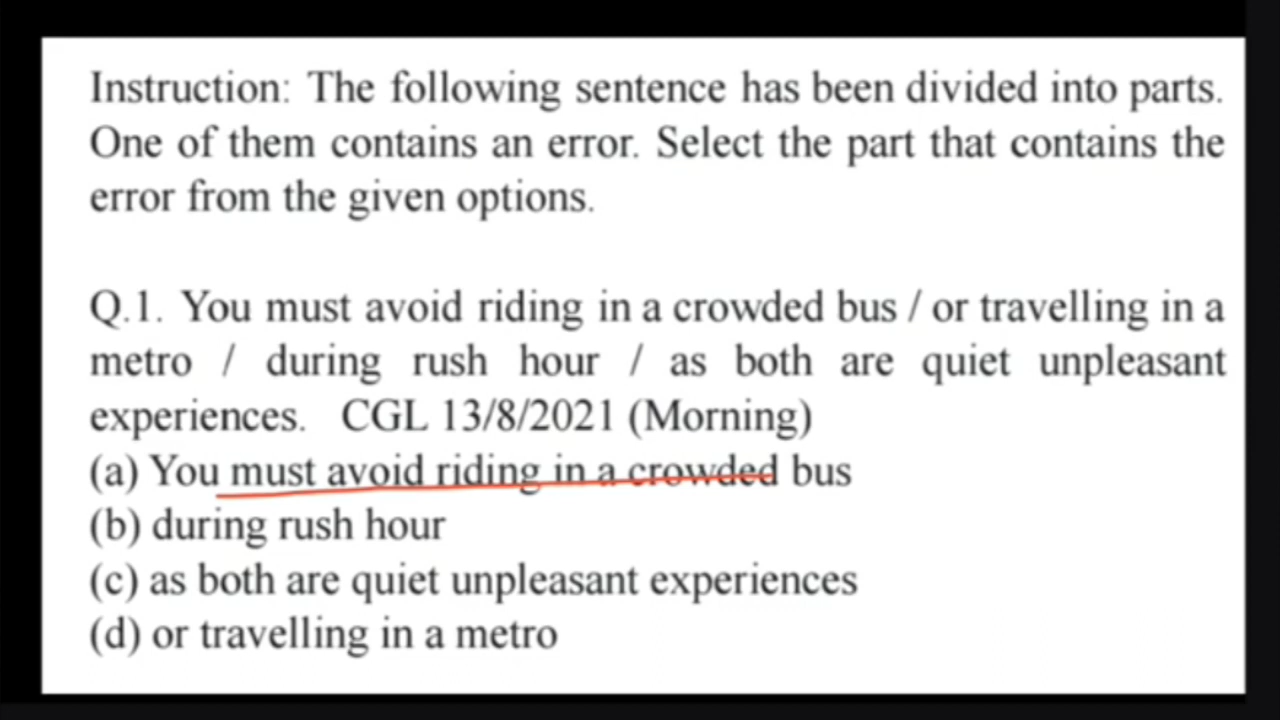 Instruction: The following sentence has been divided into parts.
One of them contains an error. Select the part that contains the
error from the given options.
Q.1. You must avoid riding in a crowded bus / or travelling in a
metro / during rush hour / as both are quiet unpleasant
experiences. CGL 13/8/2021 (Morning)
(a) You must avoid riding in a crowded bus
(b) during rush hour
(c) as both are quiet unpleasant experiences
(d) or travelling in a metro